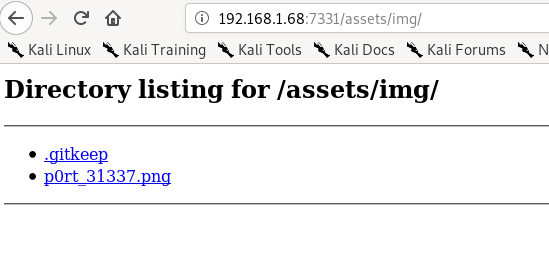 192.168.1.68:7331/assets/img/
Kali Linux Kali Training Kali Tools Kali Docs Kali Forums N
Directory listing for /assets/img/
.gitkeep
p0rt_31337.png